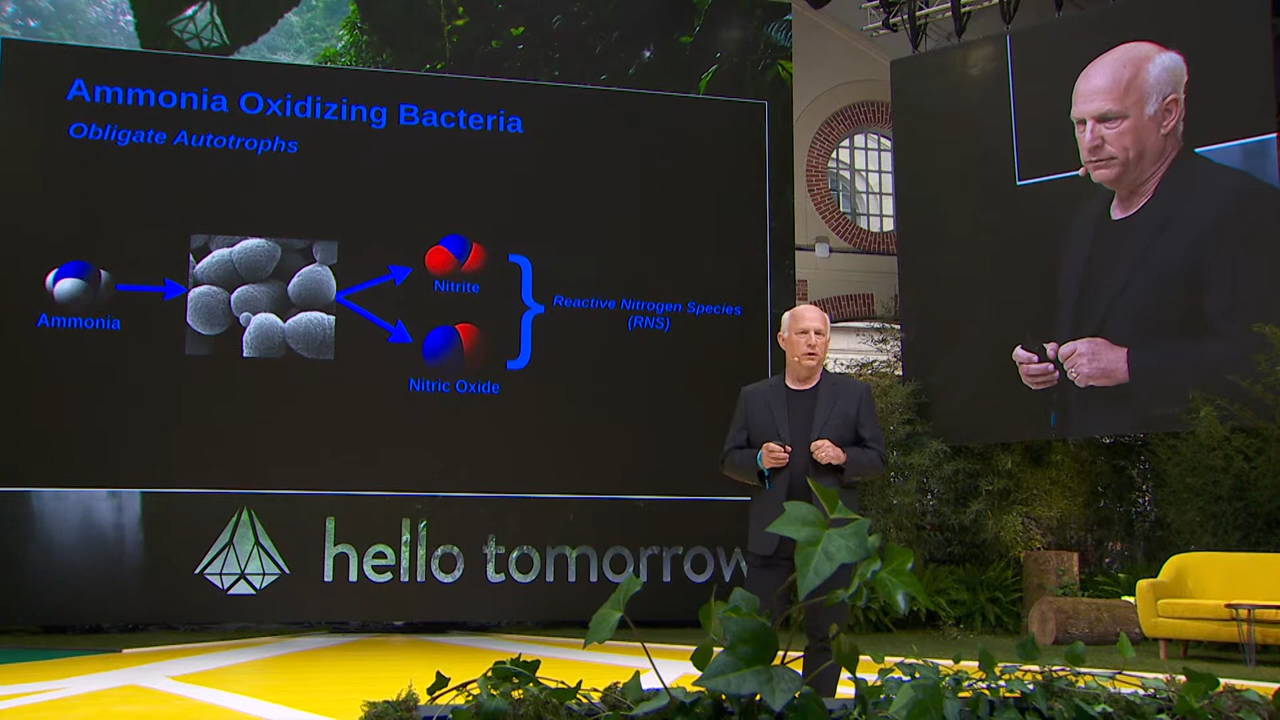 Ammonia Oxidizing Bacteria
Obligate Autotrophs
Ammonia
Nitrite
Nitric Oxide
Reactive Nitrogen Species
(RNS)
hello tomorrow